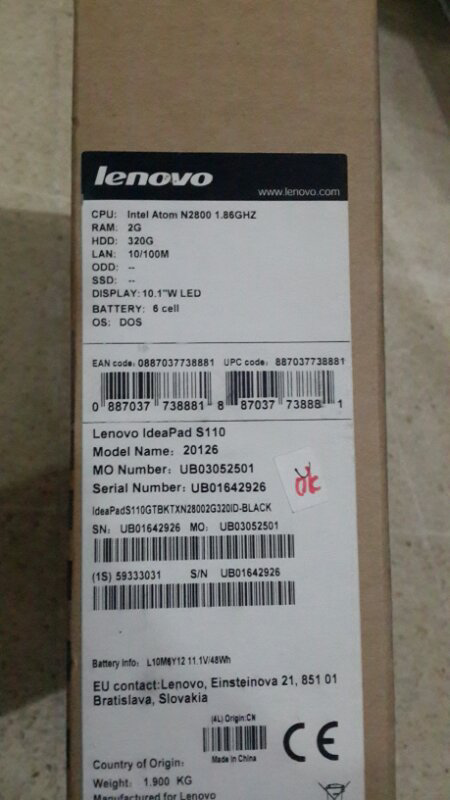 lenovo
www.lenovo.com
CPU: Intel Atom N2800 1.86GHZ
RAM: 2G
HDD: 320G
LAN: 10/100M
ODD: --
SSD: --
DISPLAY: 10.1"W LED
BATTERY: 6 cell
OS: DOS
EAN code: 0887037738881 UPC code: 887037738881
0 887037 738881 8 87037 73888 1
Lenovo IdeaPad S110
Model Name: 20126
MO Number: UB03052501
Serial Number: UB01642926
ok
IdeaPadS110GTBKTXN28002G320ID-BLACK
SN: UB01642926 MO: UB03052501
(1S) 59333031 S/N UB01642926
Battery Info: L10M6Y12 11.1V/48Wh
EU contact:Lenovo, Einsteinova 21, 851 01
Bratislava, Slovakia
(4L) Origin:CN
CE
Country of Origin: Made in China
Weight: 1.900 KG
Manufactured for Lenovo